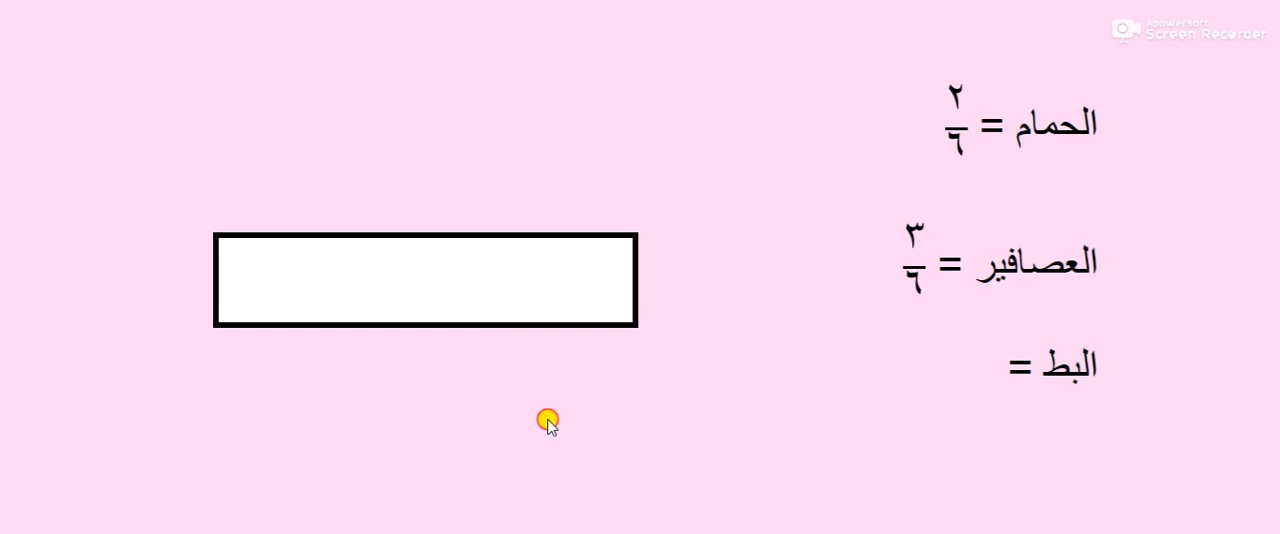 Apowersoft
Screen Recorder
الحمام = ٢/٦
العصافير = ٣/٦
البط =